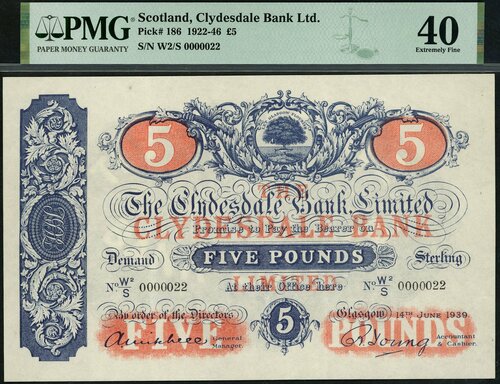 PMG
PAPER MONEY GUARANTY
Scotland, Clydesdale Bank Ltd.
Pick# 186 1922-46 £5
S/N W2/S 0000022
40
Extremely Fine
5 5
The Clydesdale Bank Limited
THE
CLYDESDALE BANK
LIMITED
Promise to Pay the Bearer on
Demand FIVE POUNDS Sterling
No. W2/S 0000022 At their Office here No. W2/S 0000022
By order of the Directors 5 Glasgow 14TH JUNE 1939
FIVE POUNDS
General Manager.
R Young
Accountant & Cashier.